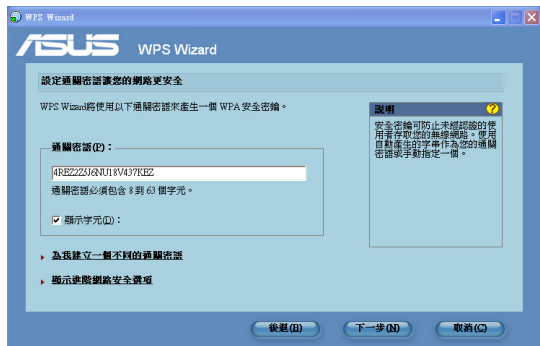 WPS Wizard
ASUS WPS Wizard
設定通關密語讓您的網路更安全
WPS Wizard將使用以下通關密語來產生一個 WPA 安全密鑰。
通關密語(P):
4REZ2Z3J6NU18V437KEZ
通關密語必須包含 8 到 63 個字元。
顯示字元(D):
為我建立一個不同的通關密語
顯示進階網路安全選項
說明
安全密鑰可防止未經認證的使
用者存取您的無線網路。使用
自動產生的字串作為您的通關
密語或手動指定一個。
後退(B)
下一步(N)
取消(C)